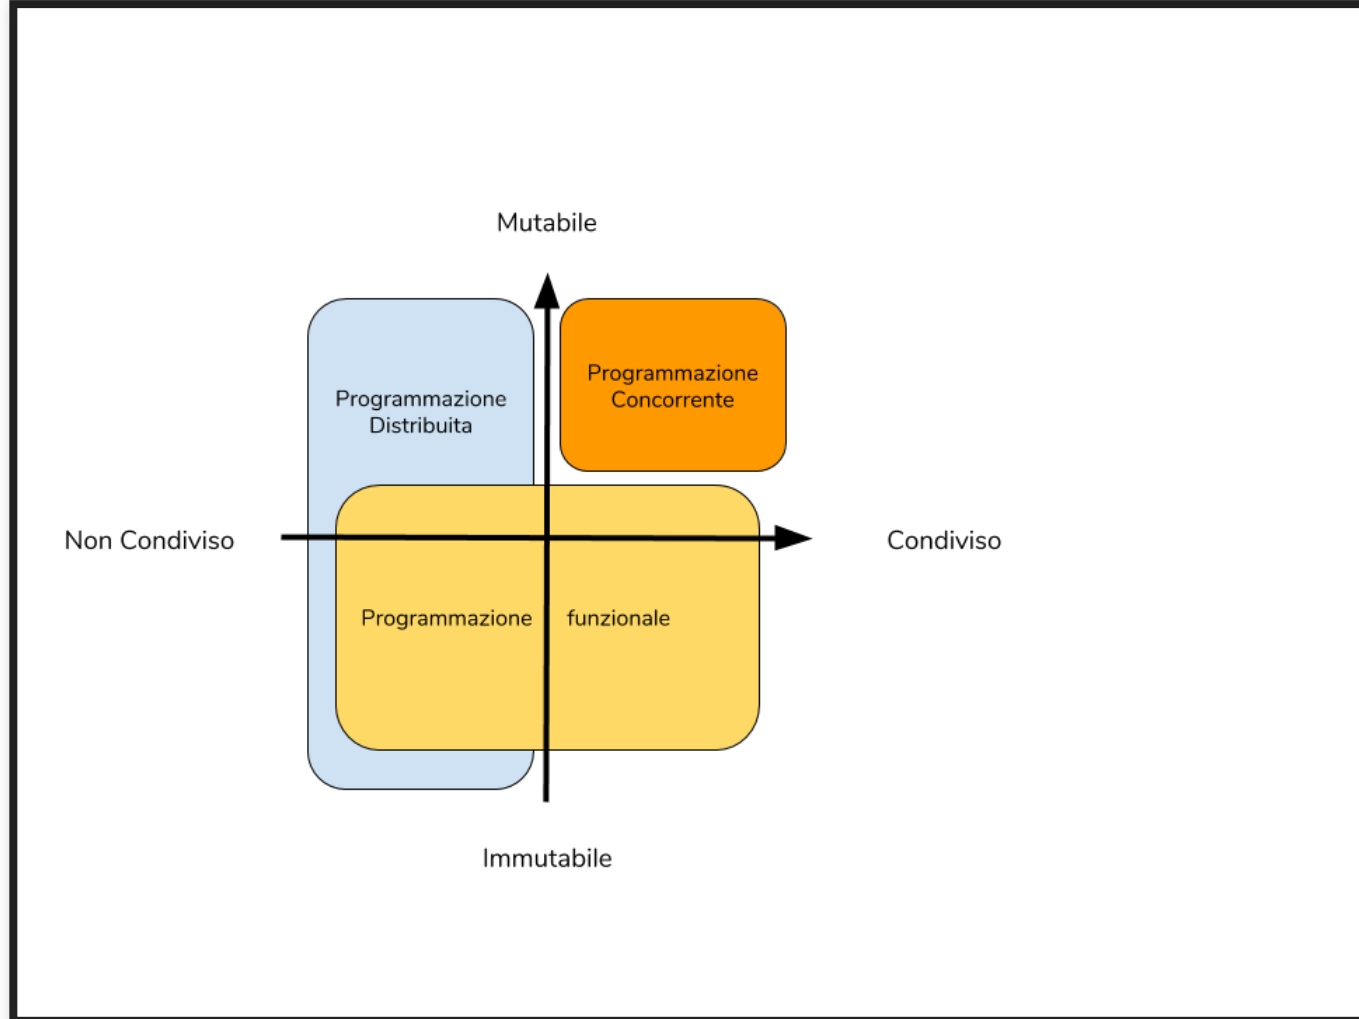 Mutabile
Programmazione
Distribuita
Programmazione
Concorrente
Non Condiviso
Condiviso
Programmazione funzionale
Immutabile